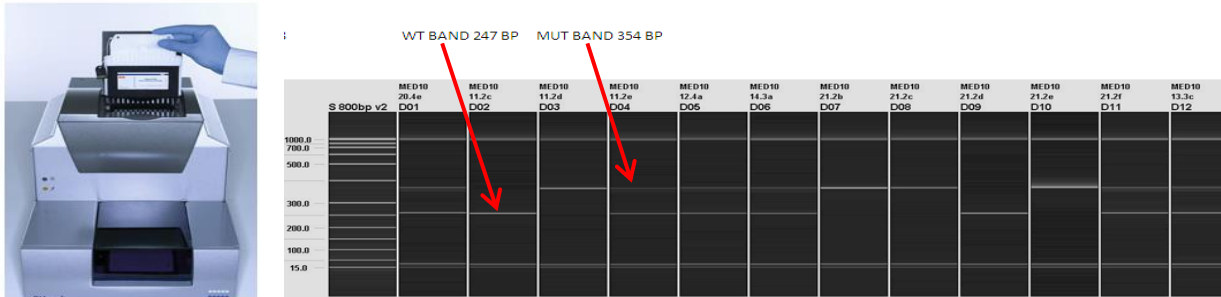 WT BAND 247 BP MUT BAND 354 BP
MED10 MED10 MED10 MED10 MED10 MED10 MED10 MED10 MED10 MED10 MED10 MED10
20.4e 11.2c 11.2d 11.2e 12.4a 14.3a 21.2b 21.2c 21.2d 21.2e 21.2f 13.3c
S 800bp v2 D01 D02 D03 D04 D05 D06 D07 D08 D09 D10 D11 D12
1000.0
700.0
500.0
300.0
200.0
100.0
15.0